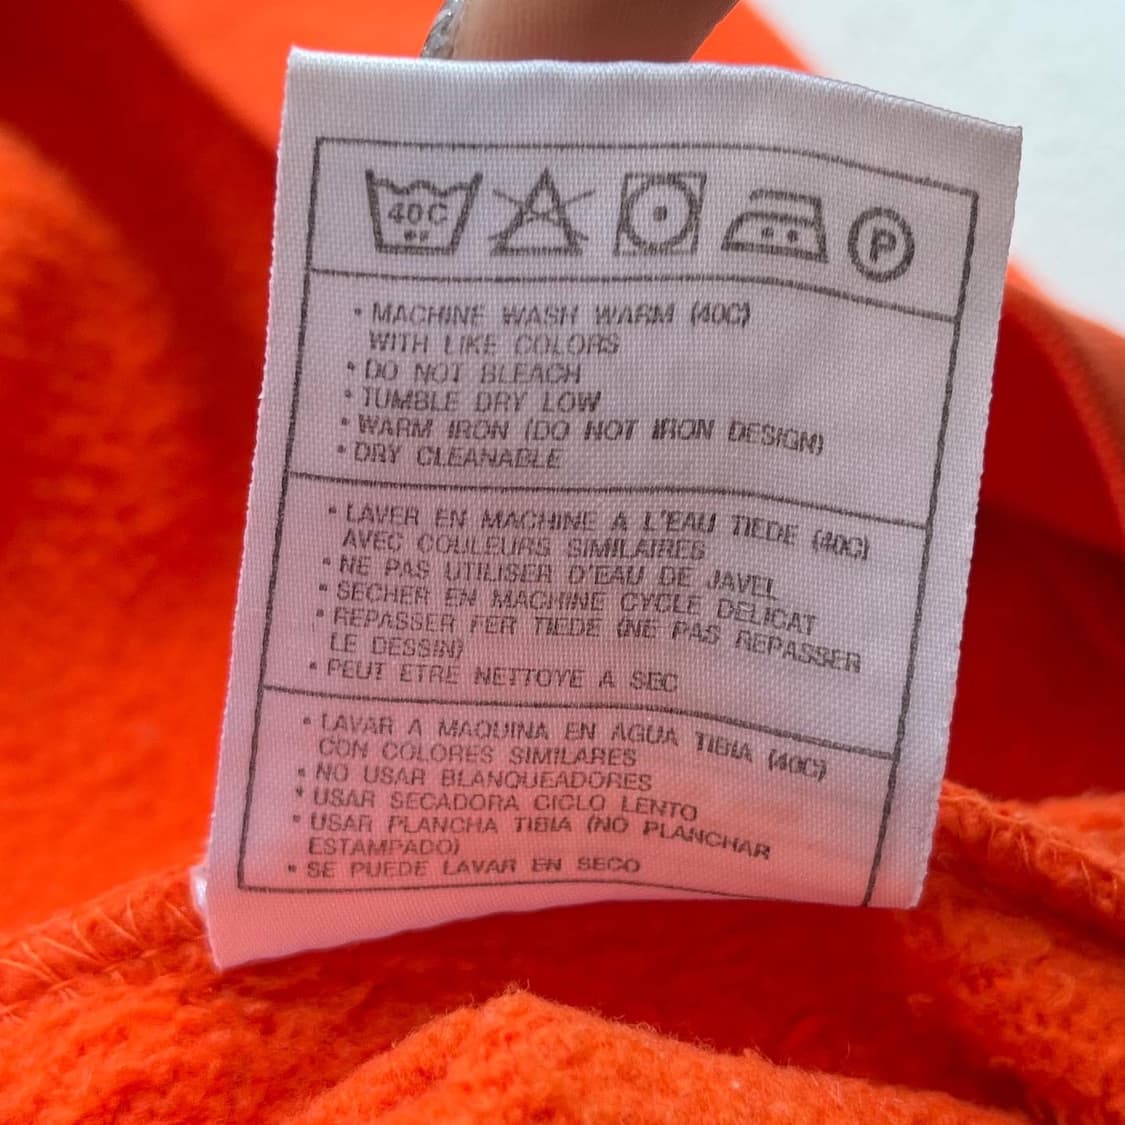 40C
P
• MACHINE WASH WARM (40C)
WITH LIKE COLORS
• DO NOT BLEACH
• TUMBLE DRY LOW
• WARM IRON (DO NOT IRON DESIGN)
• DRY CLEANABLE
• LAVER EN MACHINE A L'EAU TIEDE (40C)
AVEC COULEURS SIMILAIRES
• NE PAS UTILISER D'EAU DE JAVEL
• SECHER EN MACHINE CYCLE DELICAT
• REPASSER FER TIEDE (NE PAS REPASSER
LE DESSIN)
• PEUT ETRE NETTOYE A SEC
• LAVAR A MAQUINA EN AGUA TIBIA (40C)
CON COLORES SIMILARES
• NO USAR BLANQUEADORES
• USAR SECADORA CICLO LENTO
• USAR PLANCHA TIBIA (NO PLANCHAR
ESTAMPADO)
• SE PUEDE LAVAR EN SECO